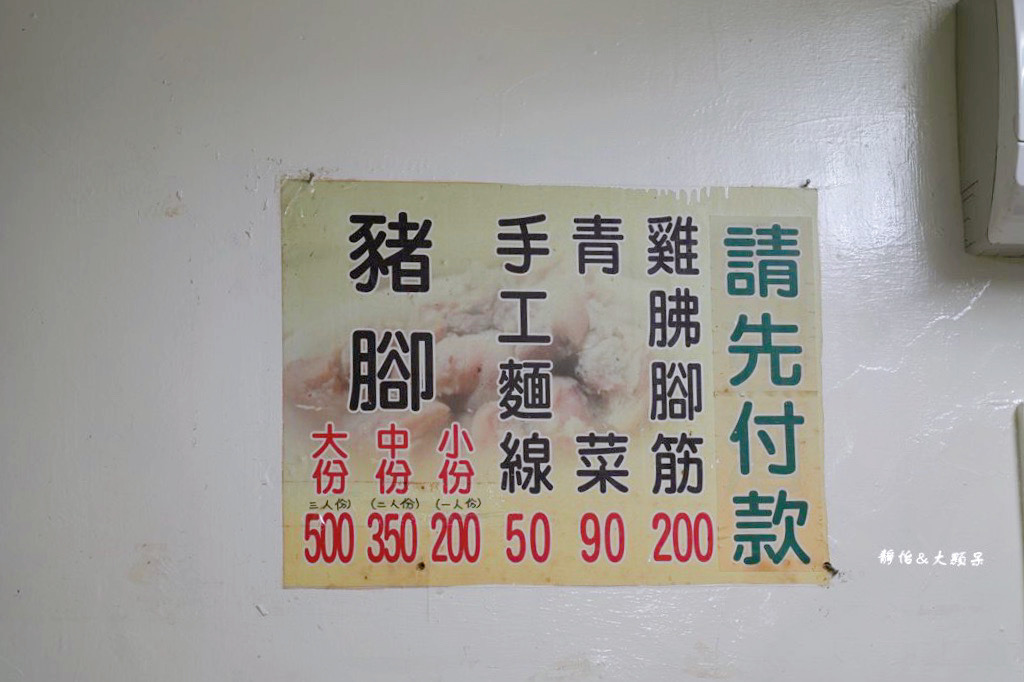 請先付款
雞胇腳筋 200
青菜 90
手工麵線 50
豬腳
小份 (一人份) 200
中份 (二人份) 350
大份 三人份) 500
靜怡&大顆呆